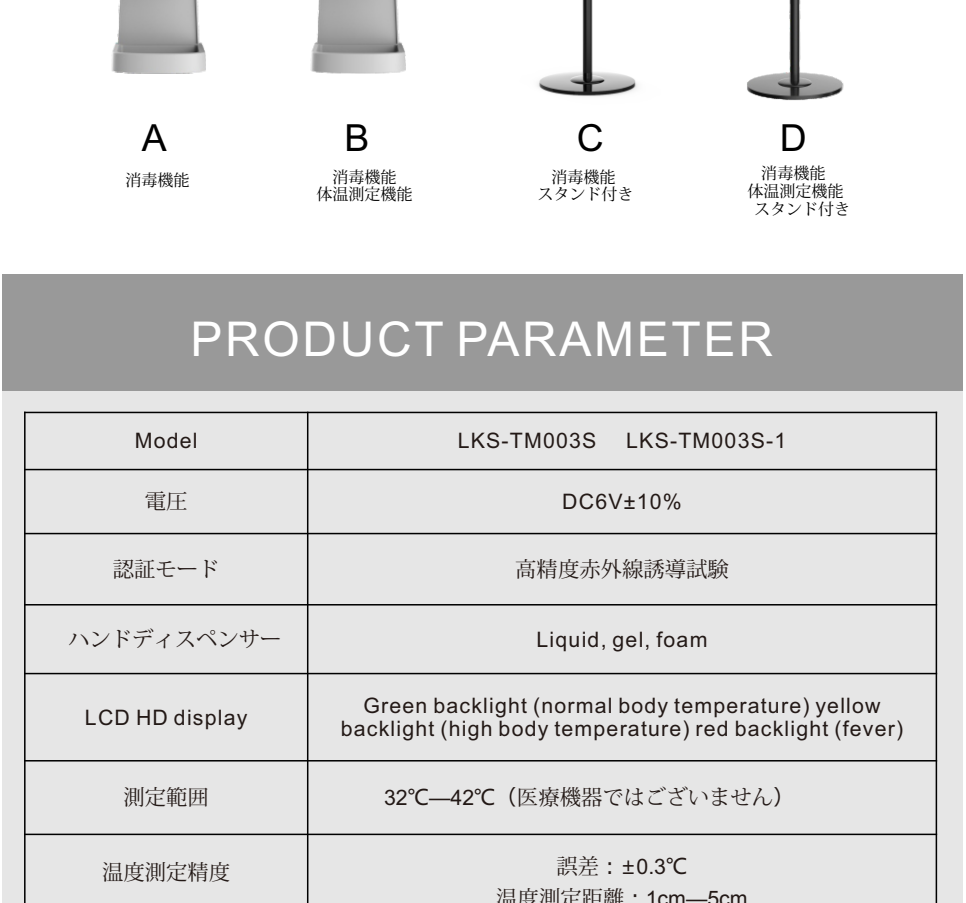 A
B
C
D
消毒機能
消毒機能
体温測定機能
消毒機能
スタンド付き
消毒機能
体温測定機能
スタンド付き
PRODUCT PARAMETER
Model
LKS-TM003S LKS-TM003S-1
電圧
DC6V±10%
認証モード
高精度赤外線誘導試験
ハンドディスペンサー
Liquid, gel, foam
LCD HD display
Green backlight (normal body temperature) yellow
backlight (high body temperature) red backlight (fever)
測定範囲
32℃—42℃（医療機器ではございません）
温度測定精度
誤差：±0.3℃
温度測定距離：1cm—5cm